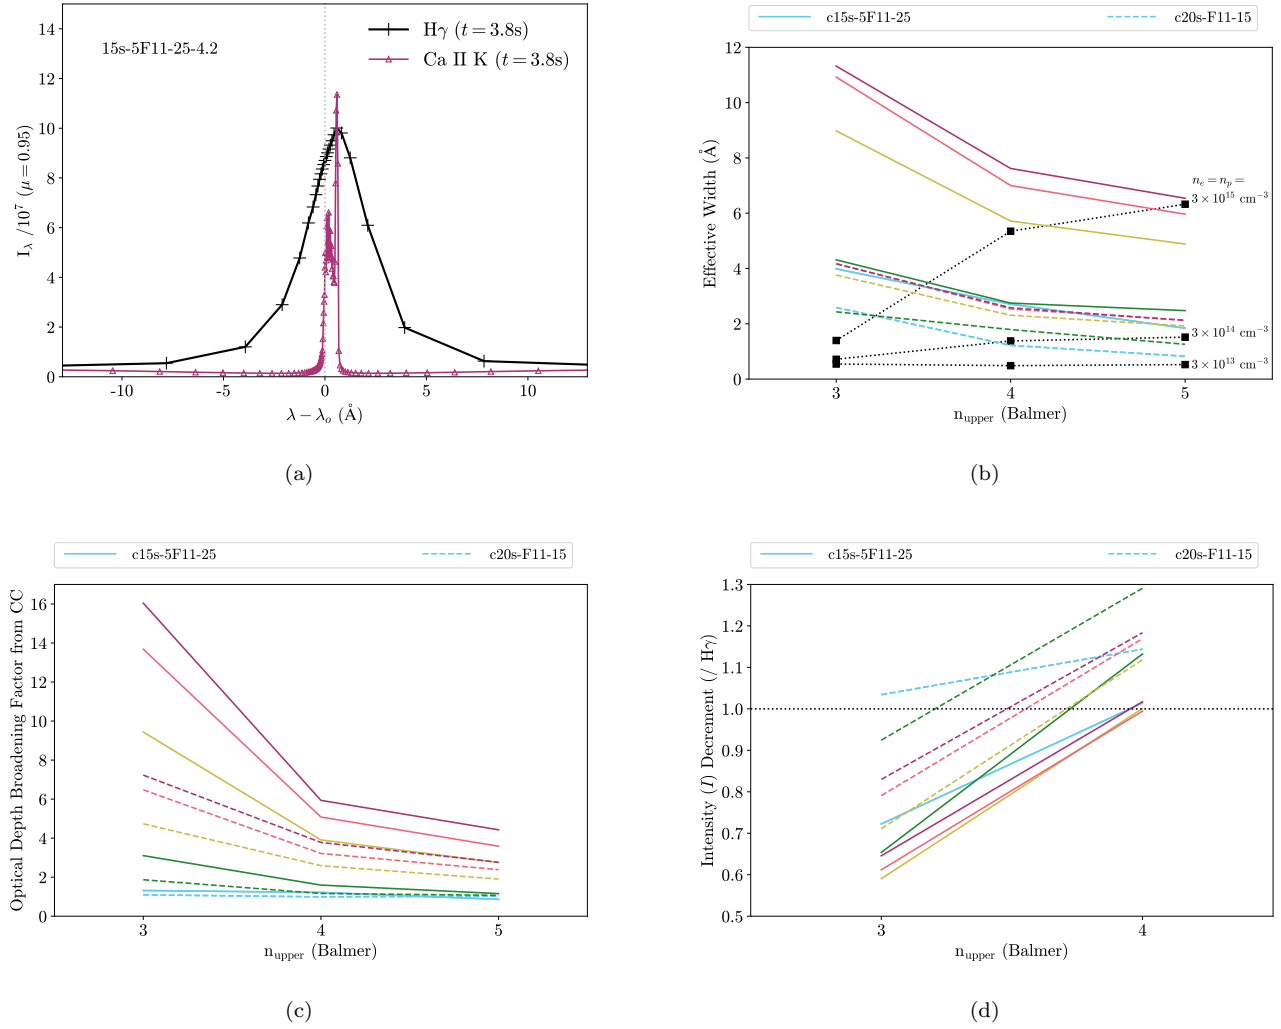 15s-5F11-25-4.2
Hγ (t = 3.8s)
Ca II K (t = 3.8s)
I_λ /10^7 (μ = 0.95)
14
12
10
8
6
4
2
0
-10 -5 0 5 10
λ − λ_o (Å)
(a)
c15s-5F11-25 c20s-F11-15
Effective Width (Å)
12
10
8
6
4
2
0
n_e = n_p =
3 × 10^15 cm^−3
3 × 10^14 cm^−3
3 × 10^13 cm^−3
3 4 5
n_upper (Balmer)
(b)
c15s-5F11-25 c20s-F11-15
Optical Depth Broadening Factor from CC
16
14
12
10
8
6
4
2
0
3 4 5
n_upper (Balmer)
(c)
c15s-5F11-25 c20s-F11-15
Intensity (I) Decrement (/ Hγ)
1.3
1.2
1.1
1.0
0.9
0.8
0.7
0.6
0.5
3 4
n_upper (Balmer)
(d)